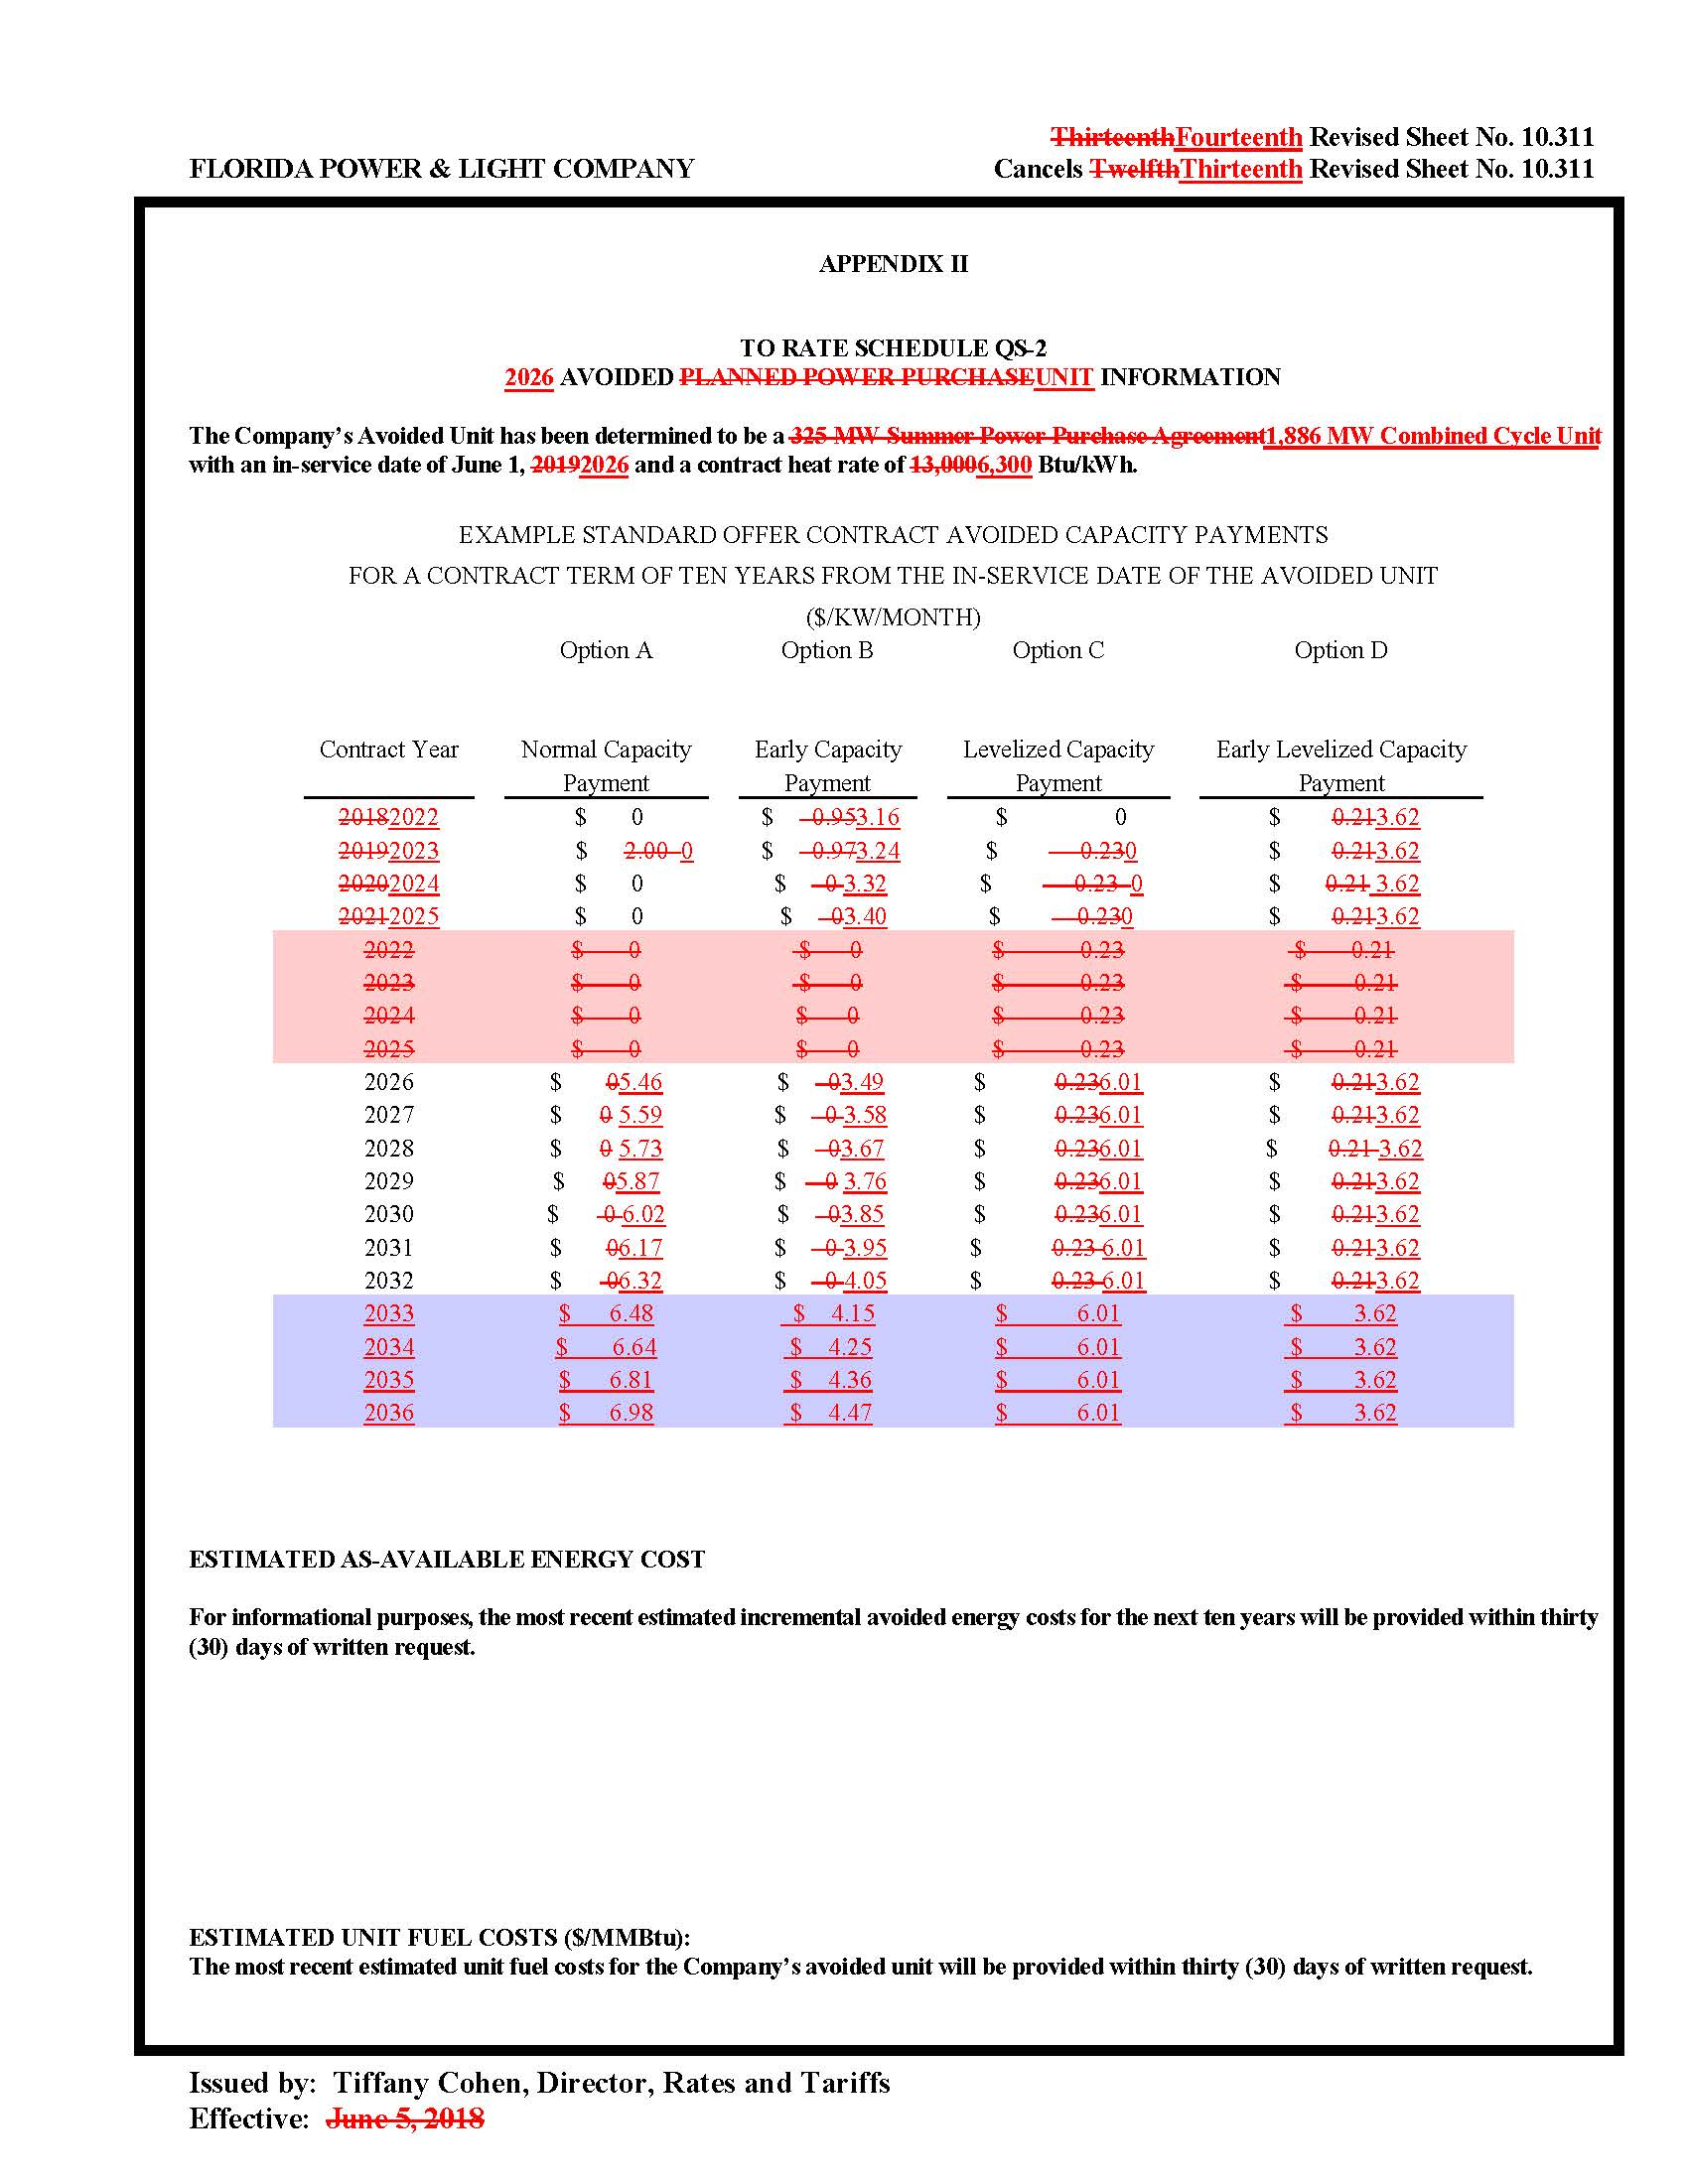 ThirteenthFourteenth Revised Sheet No. 10.311
FLORIDA POWER & LIGHT COMPANY Cancels TwelfthThirteenth Revised Sheet No. 10.311
APPENDIX II
TO RATE SCHEDULE QS-2
2026 AVOIDED PLANNED POWER PURCHASEUNIT INFORMATION
The Company's Avoided Unit has been determined to be a 325 MW Summer Power Purchase Agreement1,886 MW Combined Cycle Unit
with an in-service date of June 1, 20192026 and a contract heat rate of 13,0006,300 Btu/kWh.
EXAMPLE STANDARD OFFER CONTRACT AVOIDED CAPACITY PAYMENTS
FOR A CONTRACT TERM OF TEN YEARS FROM THE IN-SERVICE DATE OF THE AVOIDED UNIT
($/KW/MONTH)
Option A Option B Option C Option D
Contract Year Normal Capacity Early Capacity Levelized Capacity Early Levelized Capacity
Payment Payment Payment Payment
20182022 $ 0 $ 0.953.16 $ 0 $ 0.213.62
20192023 $ 2.00 0 $ 0.973.24 $ 0.230 $ 0.213.62
20202024 $ 0 $ 0 3.32 $ 0.23 0 $ 0.21 3.62
20212025 $ 0 $ 03.40 $ 0.230 $ 0.213.62
2022 $ 0 $ 0 $ 0.23 $ 0.21
2023 $ 0 $ 0 $ 0.23 $ 0.21
2024 $ 0 $ 0 $ 0.23 $ 0.21
2025 $ 0 $ 0 $ 0.23 $ 0.21
2026 $ 05.46 $ 03.49 $ 0.236.01 $ 0.213.62
2027 $ 0 5.59 $ 0 3.58 $ 0.236.01 $ 0.213.62
2028 $ 0 5.73 $ 03.67 $ 0.236.01 $ 0.21 3.62
2029 $ 05.87 $ 0 3.76 $ 0.236.01 $ 0.213.62
2030 $ 0 6.02 $ 03.85 $ 0.236.01 $ 0.213.62
2031 $ 06.17 $ 0 3.95 $ 0.23 6.01 $ 0.213.62
2032 $ 06.32 $ 0 4.05 $ 0.23 6.01 $ 0.213.62
2033 $ 6.48 $ 4.15 $ 6.01 $ 3.62
2034 $ 6.64 $ 4.25 $ 6.01 $ 3.62
2035 $ 6.81 $ 4.36 $ 6.01 $ 3.62
2036 $ 6.98 $ 4.47 $ 6.01 $ 3.62
ESTIMATED AS-AVAILABLE ENERGY COST
For informational purposes, the most recent estimated incremental avoided energy costs for the next ten years will be provided within thirty
(30) days of written request.
ESTIMATED UNIT FUEL COSTS ($/MMBtu):
The most recent estimated unit fuel costs for the Company's avoided unit will be provided within thirty (30) days of written request.
Issued by: Tiffany Cohen, Director, Rates and Tariffs
Effective: June 5, 2018